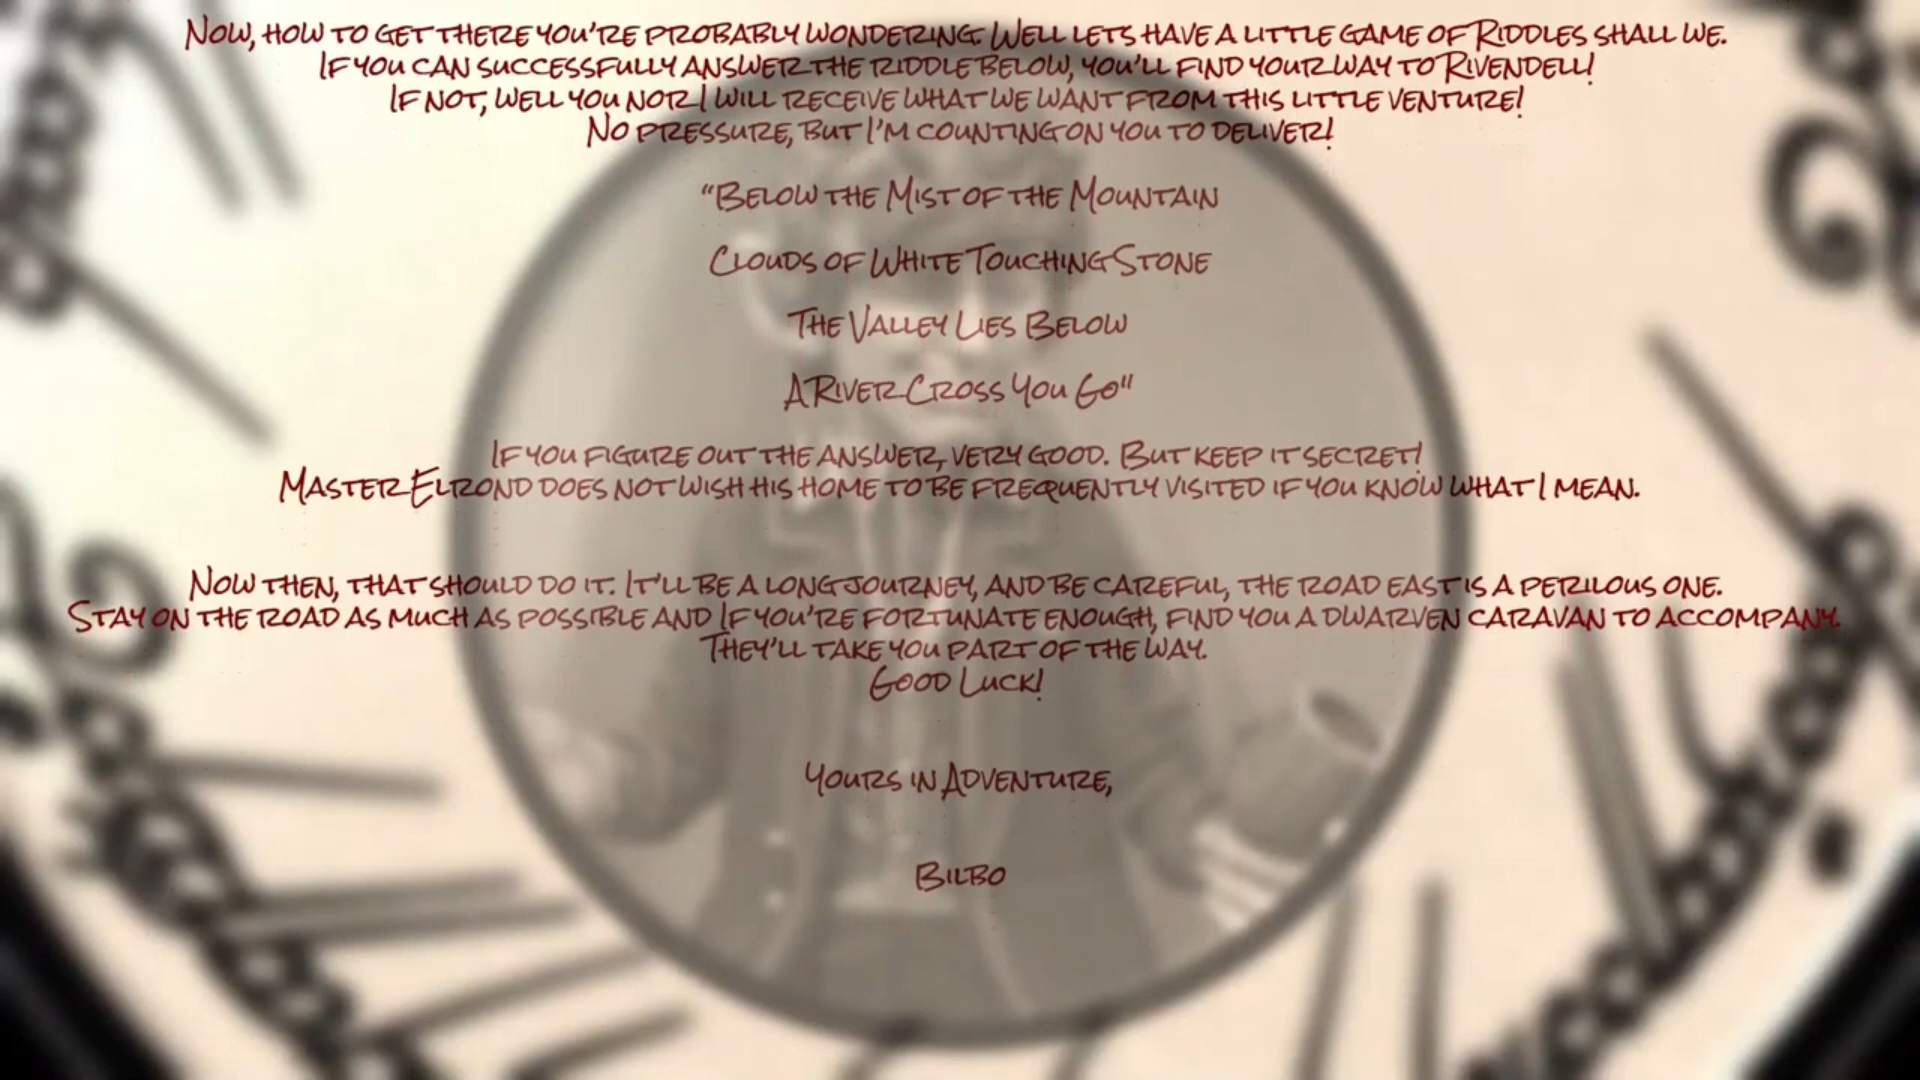 Now, how to get there you're probably wondering. Well lets have a little game of Riddles shall we.
If you can successfully answer the riddle below, you'll find your way to Rivendell!
If not, well you nor I will receive what we want from this little venture!
No pressure, but I'm counting on you to deliver!
"Below the Mist of the Mountain
Clouds of White Touching Stone
The Valley Lies Below
A River Cross You Go"
If you figure out the answer, very good. But keep it secret!
Master Elrond does not wish his home to be frequently visited if you know what I mean.
Now then, that should do it. It'll be a long journey, and be careful, the road east is a perilous one.
Stay on the road as much as possible and If you're fortunate enough, find you a dwarven caravan to accompany.
They'll take you part of the way.
Good Luck!
Yours in Adventure,
Bilbo